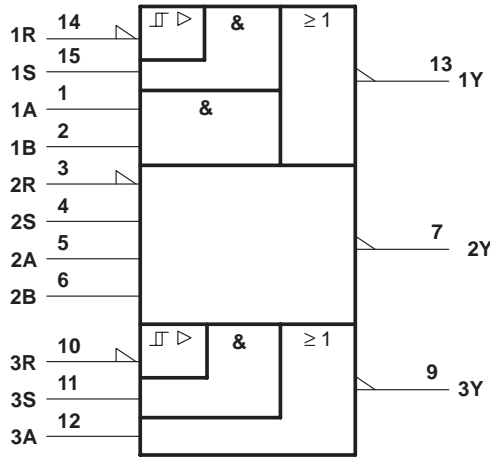 14 & ≥ 1
1R
15 13
1S 1Y
1 &
1A
2
1B
3
2R
4 7
2S 2Y
5
2A
6
2B
10 & ≥ 1
3R
11 9
3S 3Y
12
3A